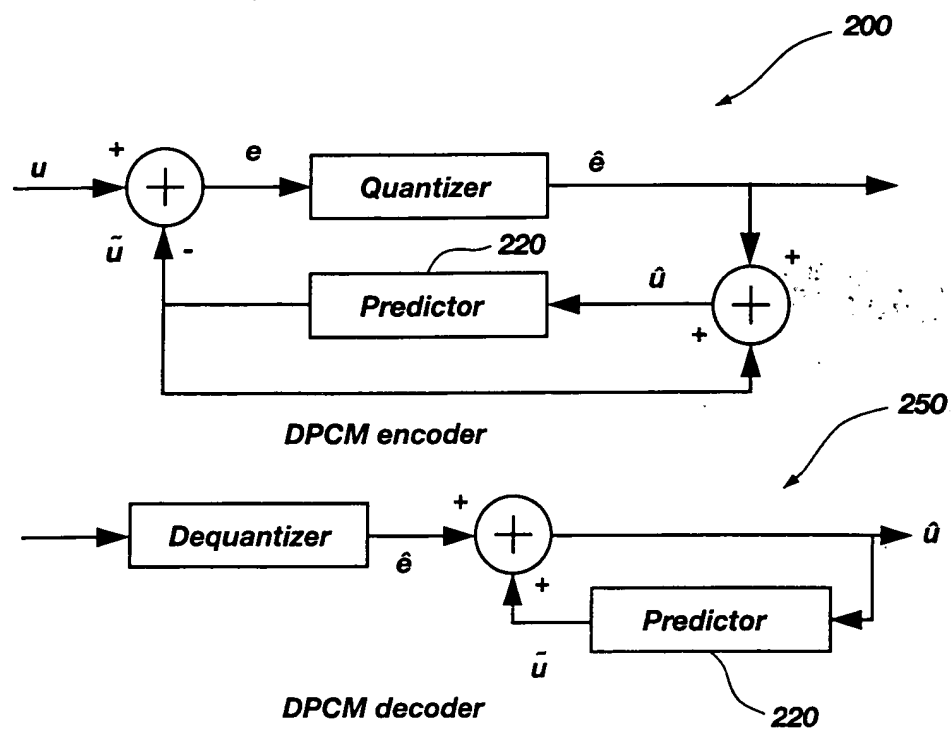 200
u
+
e
Quantizer
ê
ũ
-
220
Predictor
û
+
+
DPCM encoder
250
Dequantizer
ê
+
û
+
Predictor
ũ
DPCM decoder
220